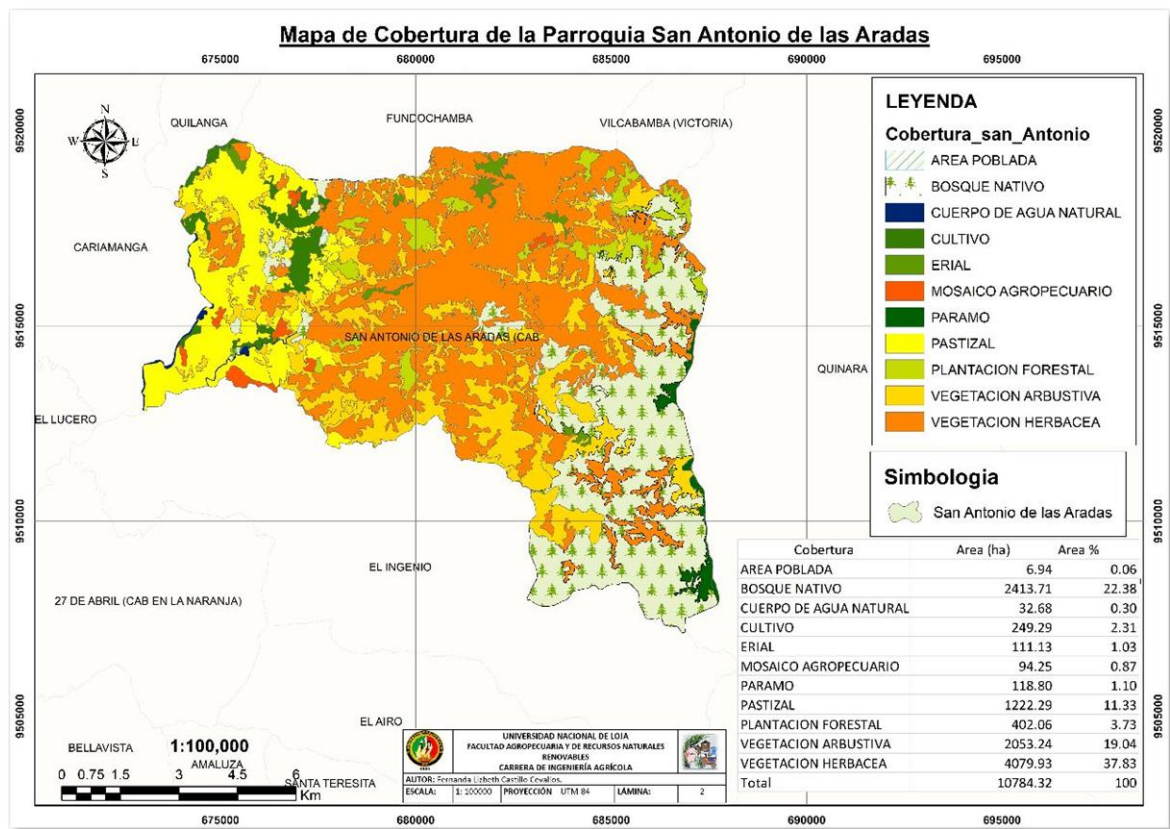 Mapa de Cobertura de la Parroquia San Antonio de las Aradas
675000 680000 685000 690000 695000
9520000 9520000
N
W E
S
QUILANGA
FUNDOCHAMBA
VILCABAMBA (VICTORIA)
CARIAMANGA
9515000 9515000
SAN ANTONIO DE LAS ARADAS (CAB
QUINARA
EL LUCERO
9510000 9510000
EL INGENIO
27 DE ABRIL (CAB EN LA NARANJA)
9505000 9505000
EL AIRO
BELLAVISTA
AMALUZA
SANTA TERESITA
LEYENDA
Cobertura_san_Antonio
AREA POBLADA
BOSQUE NATIVO
CUERPO DE AGUA NATURAL
CULTIVO
ERIAL
MOSAICO AGROPECUARIO
PARAMO
PASTIZAL
PLANTACION FORESTAL
VEGETACION ARBUSTIVA
VEGETACION HERBACEA
Simbologia
San Antonio de las Aradas
Cobertura Area (ha) Area %
AREA POBLADA 6.94 0.06
BOSQUE NATIVO 2413.71 22.38
CUERPO DE AGUA NATURAL 32.68 0.30
CULTIVO 249.29 2.31
ERIAL 111.13 1.03
MOSAICO AGROPECUARIO 94.25 0.87
PARAMO 118.80 1.10
PASTIZAL 1222.29 11.33
PLANTACION FORESTAL 402.06 3.73
VEGETACION ARBUSTIVA 2053.24 19.04
VEGETACION HERBACEA 4079.93 37.83
Total 10784.32 100
1:100,000
0 0.75 1.5 3 4.5 6
Km
UNIVERSIDAD NACIONAL DE LOJA
FACULTAD AGROPECUARIA Y DE RECURSOS NATURALES
RENOVABLES
CARRERA DE INGENIERÍA AGRÍCOLA
AUTOR: Fernanda Lizbeth Castillo Cevallos.
ESCALA: 1: 100000 PROYECCIÓN UTM 84 LÁMINA: 2
675000 680000 685000 690000 695000